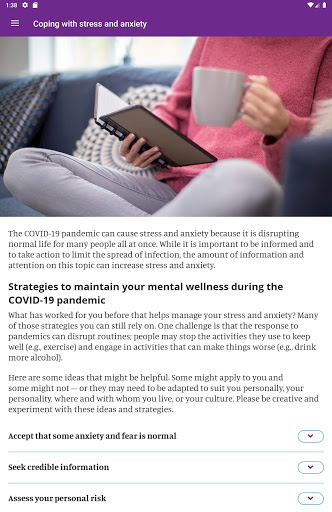 1:38
Coping with stress and anxiety
The COVID-19 pandemic can cause stress and anxiety because it is disrupting
normal life for many people all at once. While it is important to be informed and
to take action to limit the spread of infection, the amount of information and
attention on this topic can increase stress and anxiety.
Strategies to maintain your mental wellness during the
COVID-19 pandemic
What has worked for you before that helps manage your stress and anxiety? Many
of those strategies you can still rely on. One challenge is that the response to
pandemics can disrupt routines; people may stop the activities they use to keep
well (e.g., exercise) and engage in activities that can make things worse (e.g., drink
more alcohol).
Here are some ideas that might be helpful. Some might apply to you and
some might not — or they may need to be adapted to suit you personally, your
personality, where and with whom you live, or your culture. Please be creative and
experiment with these ideas and strategies.
Accept that some anxiety and fear is normal
Seek credible information
Assess your personal risk